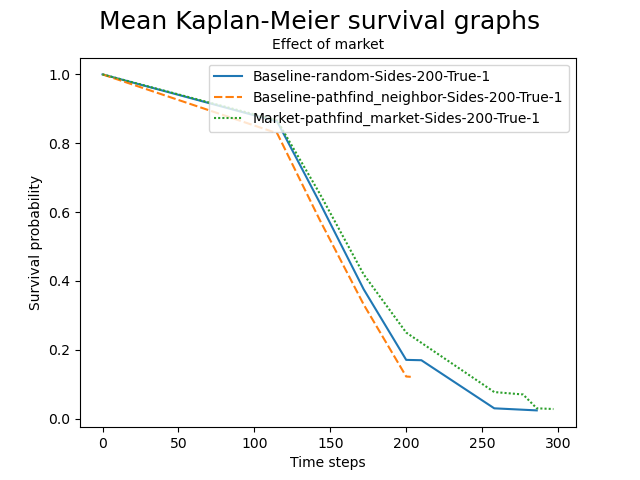 Mean Kaplan-Meier survival graphs
Effect of market
Baseline-random-Sides-200-True-1
Baseline-pathfind_neighbor-Sides-200-True-1
Market-pathfind_market-Sides-200-True-1
Survival probability
1.0
0.8
0.6
0.4
0.2
0.0
0 50 100 150 200 250 300
Time steps